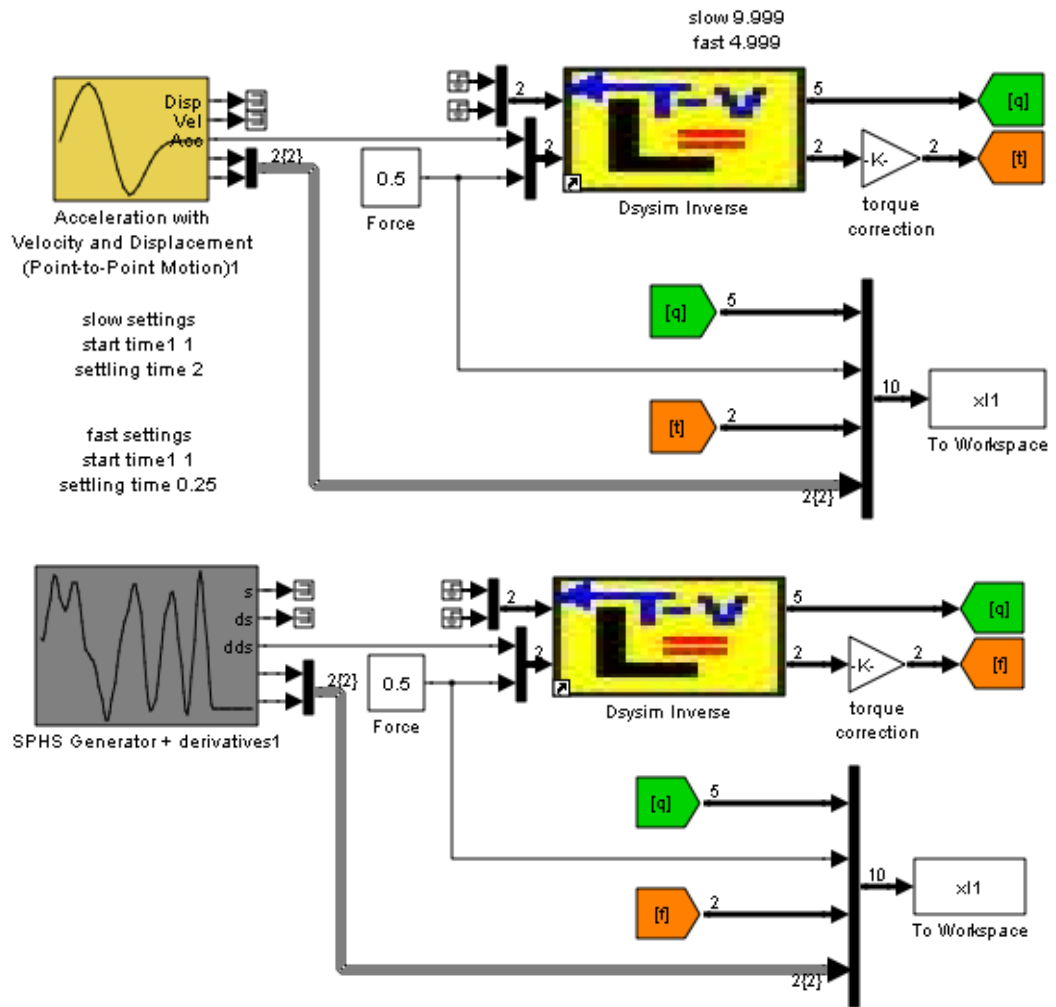 slow 9.999
fast 4.999
Disp
Vel
Acc
2{2}
Acceleration with
Velocity and Displacement
(Point-to-Point Motion)1
0.5
Force
2
2
T-V
Dsysim Inverse
5
2
-K-
torque
correction
2
[q]
[t]
slow settings
start time1 1
settling time 2
fast settings
start time1 1
settling time 0.25
[q]
5
[t]
2
2{2}
10
xI1
To Workspace
s
ds
dds
2{2}
SPHS Generator + derivatives1
0.5
Force
2
2
T-V
Dsysim Inverse
5
2
-K-
torque
correction
2
[q]
[f]
[q]
5
[f]
2
2{2}
10
xI1
To Workspace